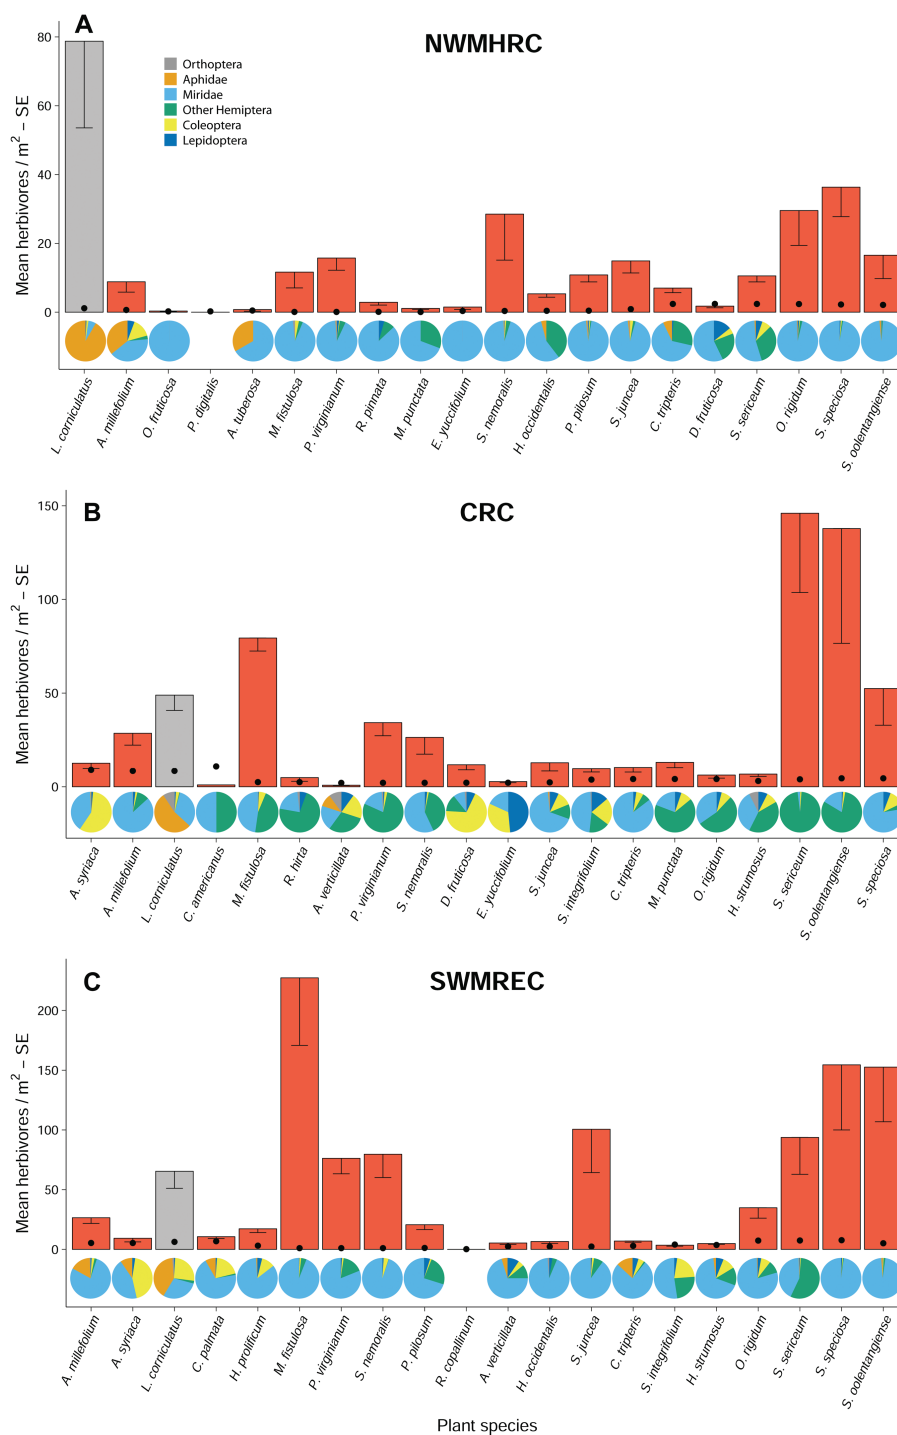 A
NWMHRC
Orthoptera
Aphidae
Miridae
Other Hemiptera
Coleoptera
Lepidoptera
Mean herbivores / m² – SE
80
60
40
20
0
L. corniculatus
A. millefolium
O. fruticosa
P. digitalis
A. tuberosa
M. fistulosa
P. virginianum
R. pinnata
M. punctata
E. yuccifolium
S. nemoralis
H. occidentalis
P. pilosum
S. juncea
C. tripteris
D. fruticosa
S. sericeum
O. rigidum
S. speciosa
S. oolentangiense
B
CRC
Mean herbivores / m² – SE
150
100
50
0
A. syriaca
A. millefolium
L. corniculatus
C. americanus
M. fistulosa
R. hirta
A. verticillata
P. virginianum
S. nemoralis
D. fruticosa
E. yuccifolium
S. juncea
S. integrifolium
C. tripteris
M. punctata
O. rigidum
H. strumosus
S. sericeum
S. oolentangiense
S. speciosa
C
SWMREC
Mean herbivores / m² – SE
200
150
100
50
0
A. millefolium
A. syriaca
L. corniculatus
C. palmata
H. prolificum
M. fistulosa
P. virginianum
S. nemoralis
P. pilosum
R. copallinum
A. verticillata
H. occidentalis
S. juncea
C. tripteris
S. integrifolium
H. strumosus
O. rigidum
S. sericeum
S. speciosa
S. oolentangiense
Plant species